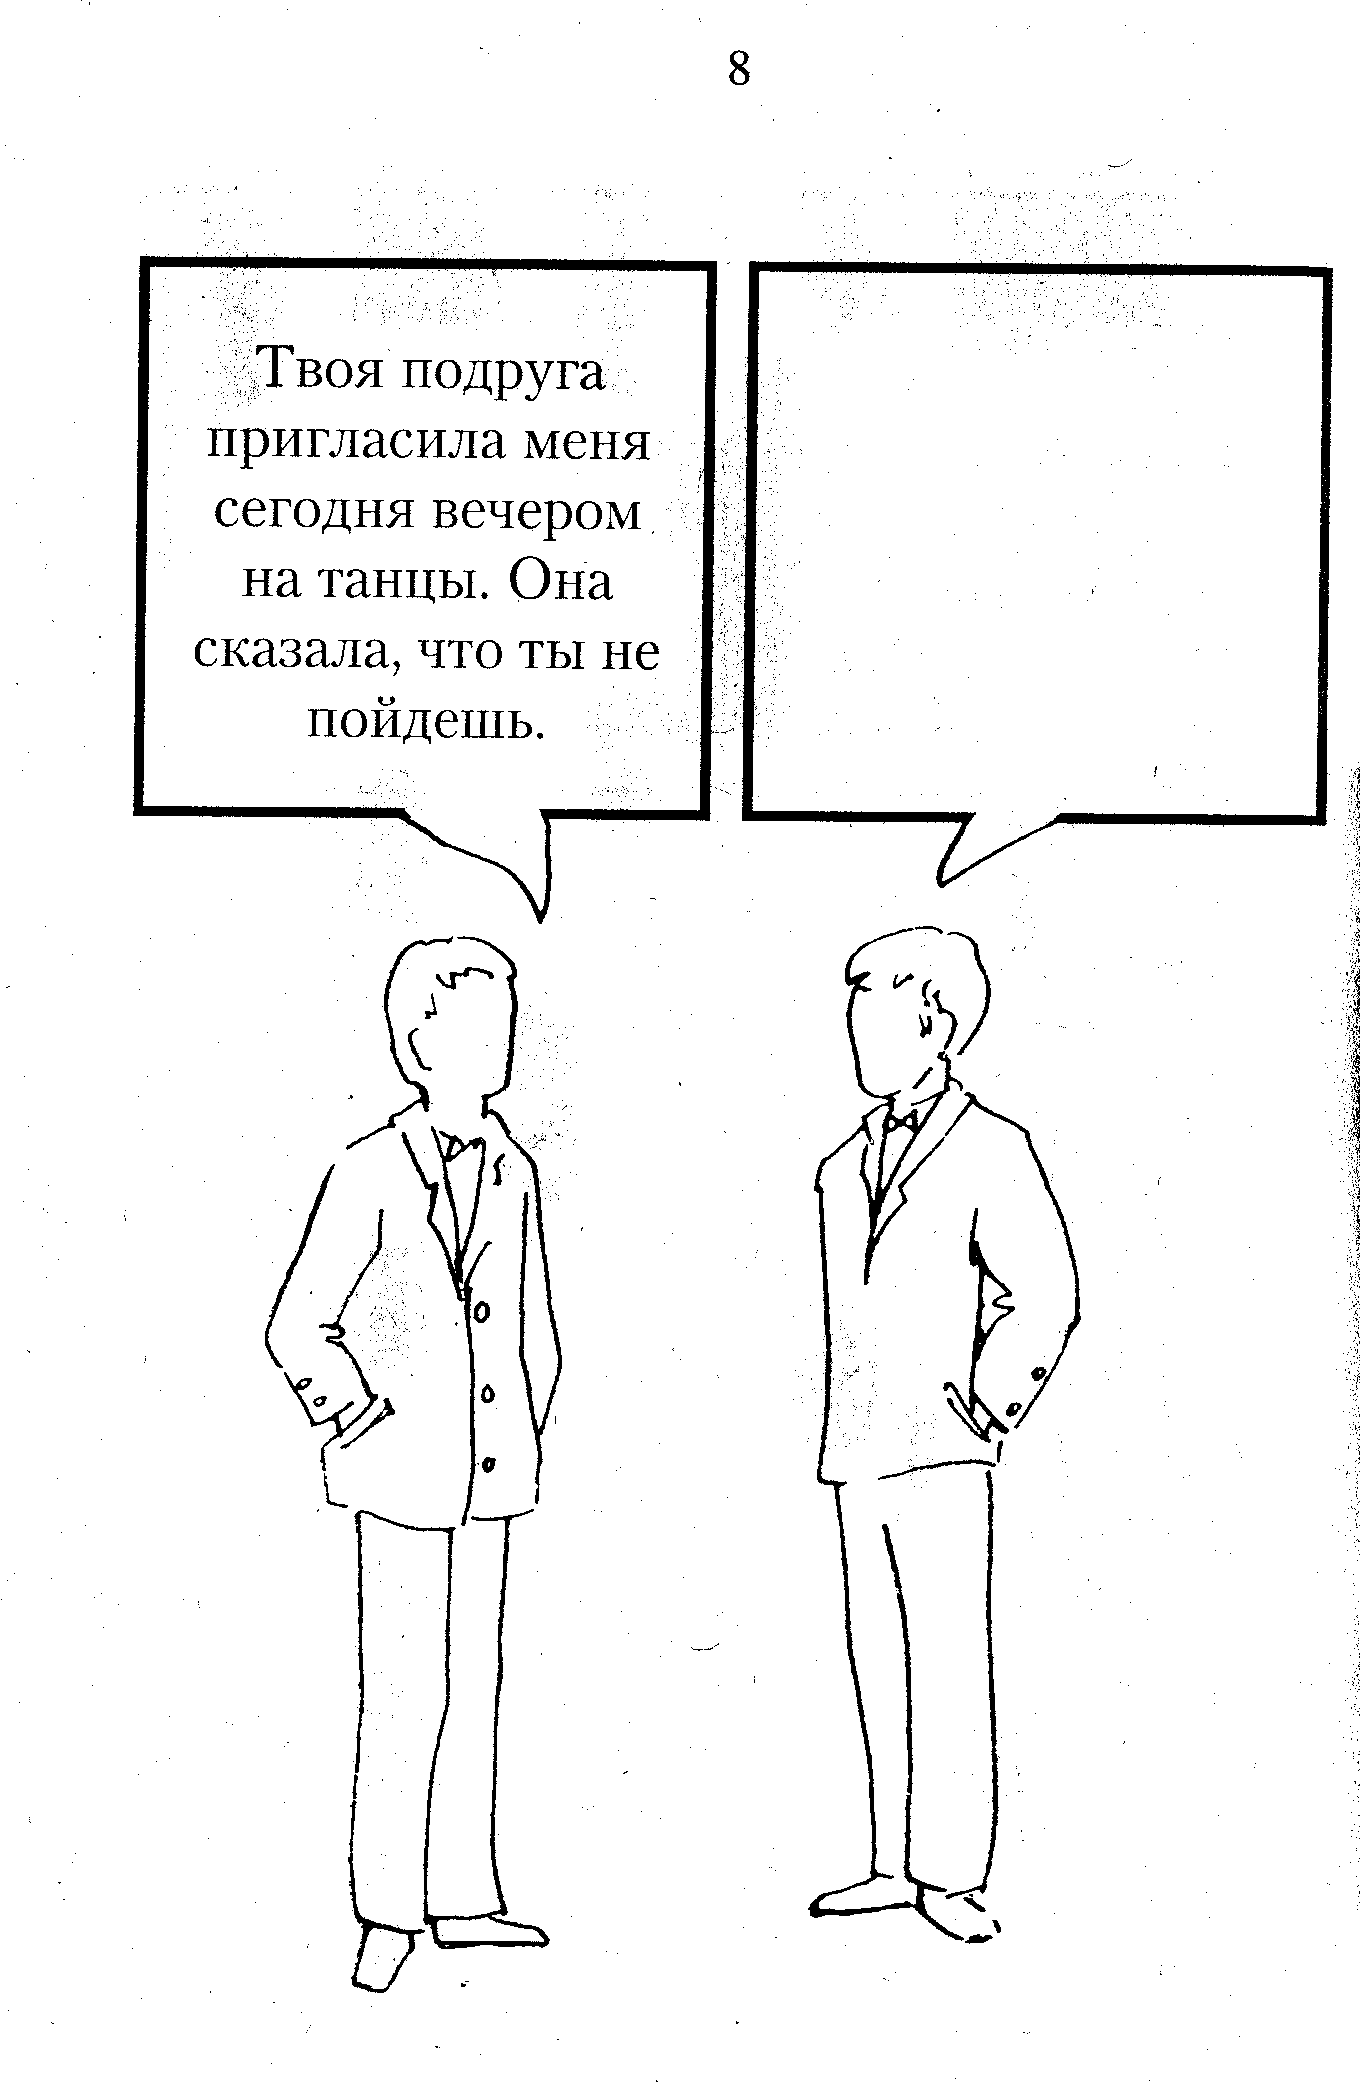 8
Твоя подруга
пригласила меня
сегодня вечером
на танцы. Она
сказала, что ты не
пойдешь.